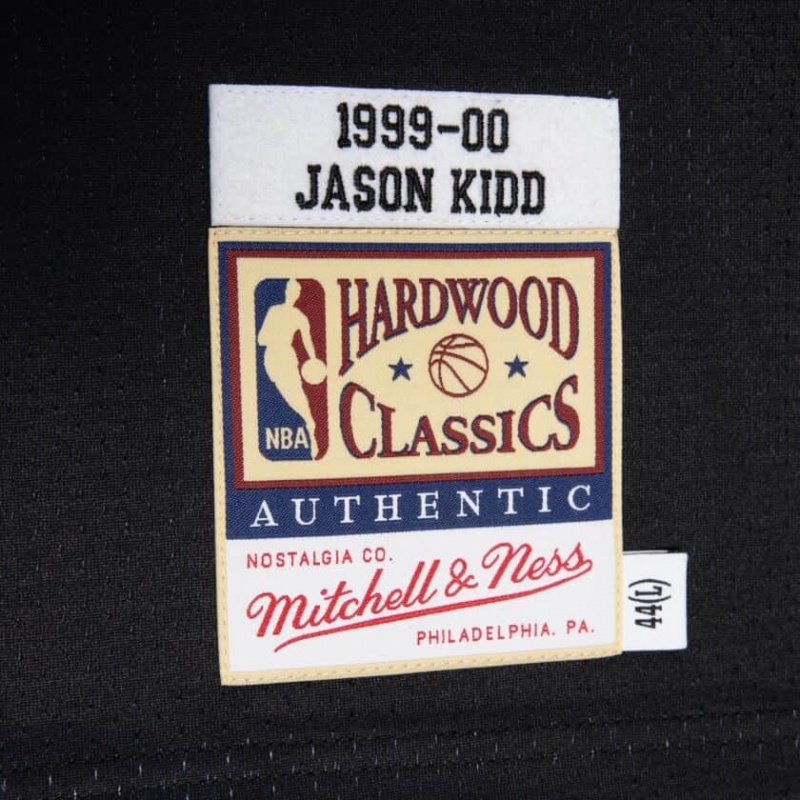 1999-00
JASON KIDD
HARDWOOD
CLASSICS
NBA
AUTHENTIC
NOSTALGIA CO.
Mitchell & Ness
PHILADELPHIA. PA.
44(L)